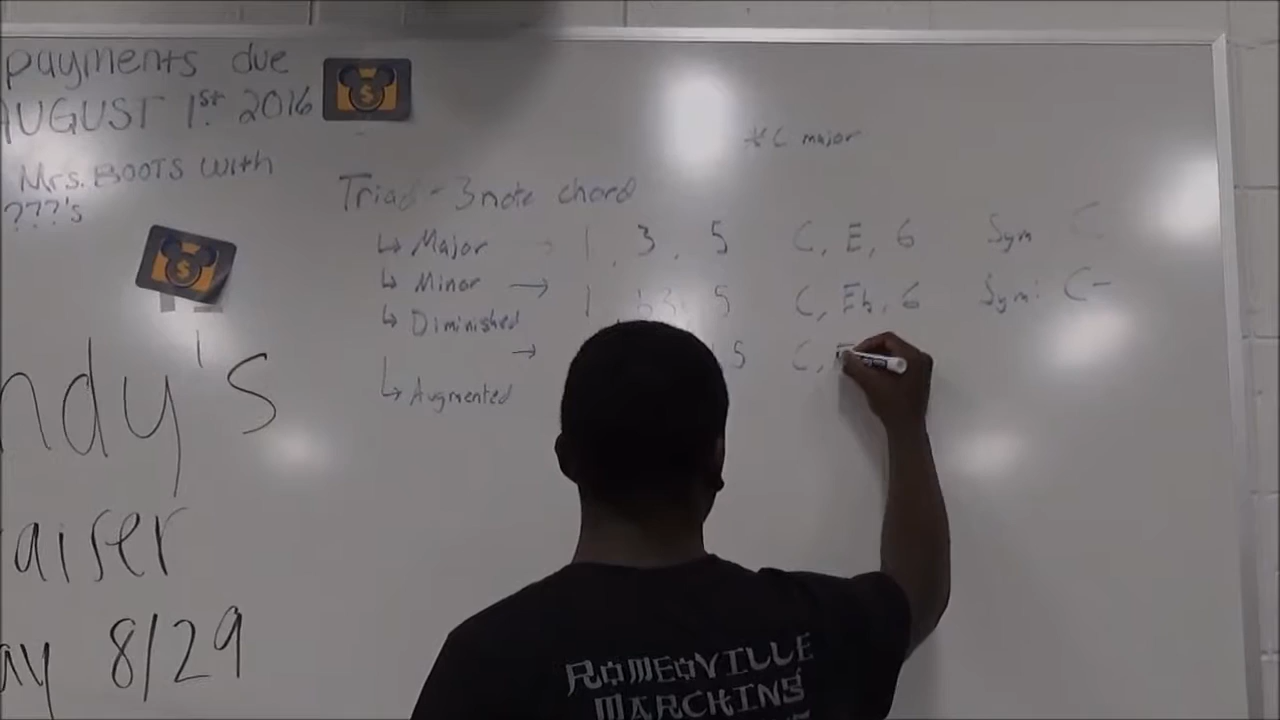 payments due
AUGUST 1st. 2016
Mrs. BOOTS with
???'s
ndy's
aiser
ay 8/29
*C major
Triad - 3 note chord
↳ Major → 1, 3, 5 C, E, G Sym C
↳ Minor → 1 b3, 5 C, Eb, G Sym: C-
↳ Diminished → 5 C, E
↳ Augmented
ROMEOVILLE
MARCHING